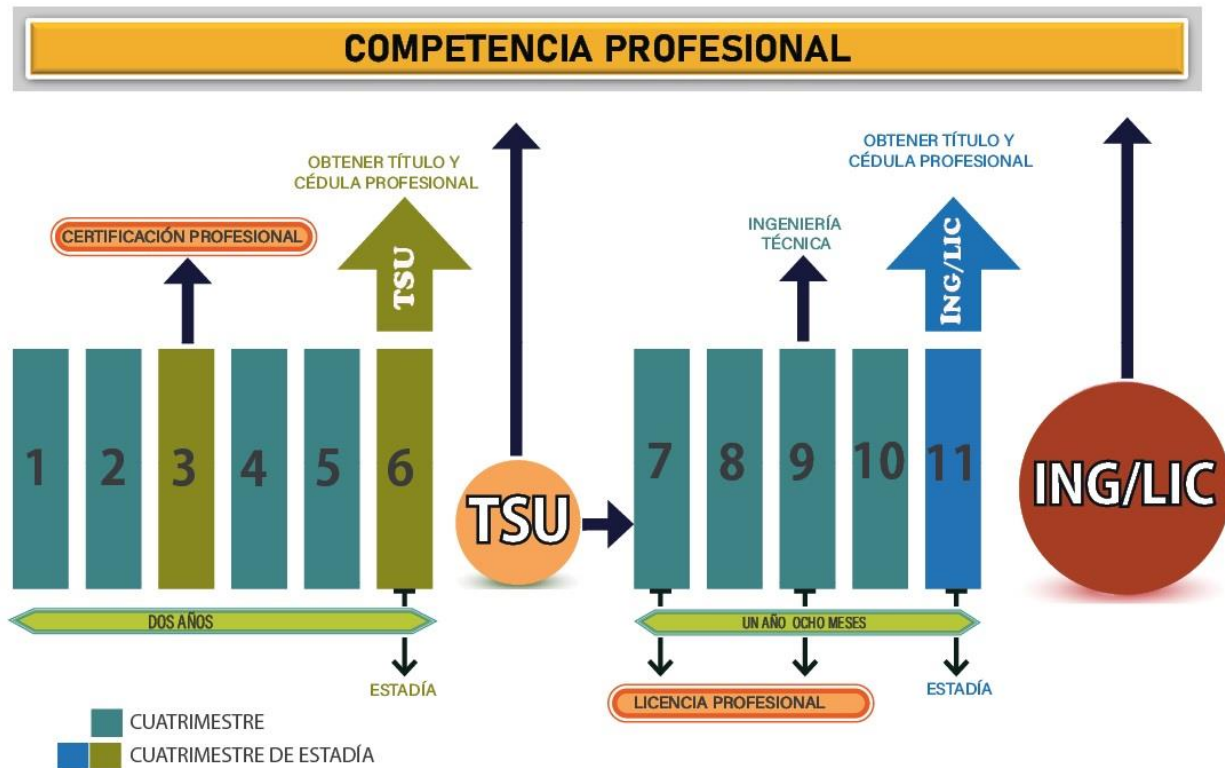 COMPETENCIA PROFESIONAL
OBTENER TÍTULO Y
CÉDULA PROFESIONAL
CERTIFICACIÓN PROFESIONAL
TSU
OBTENER TÍTULO Y
CÉDULA PROFESIONAL
INGENIERÍA
TÉCNICA
ING/LIC
1 2 3 4 5 6
TSU
7 8 9 10 11
ING/LIC
DOS AÑOS
UN AÑO OCHO MESES
ESTADÍA
LICENCIA PROFESIONAL
ESTADÍA
CUATRIMESTRE
CUATRIMESTRE DE ESTADÍA